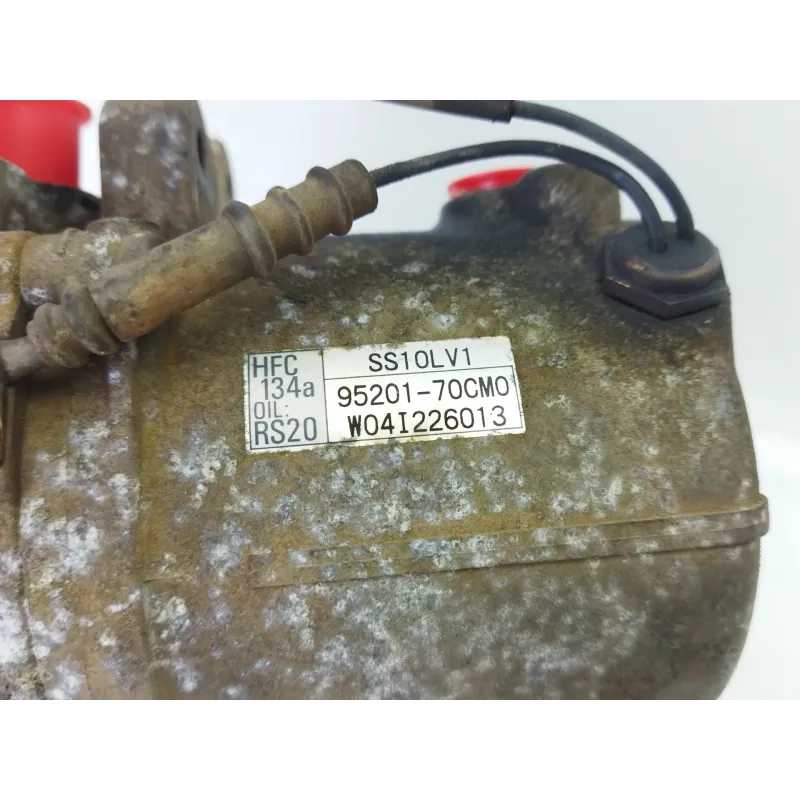 HFC
134a
OIL:
RS20
SS10LV1
95201-70CM0
W04I226013